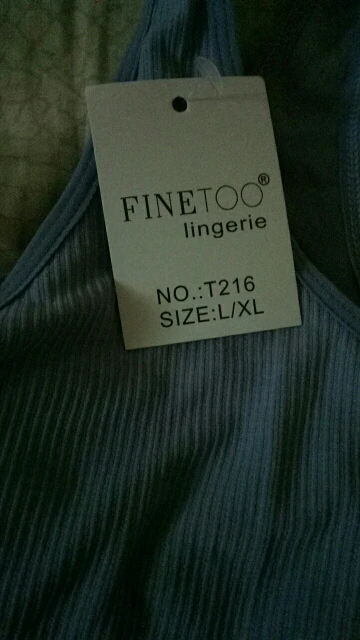 FINETOO®
lingerie
NO.:T216
SIZE:L/XL